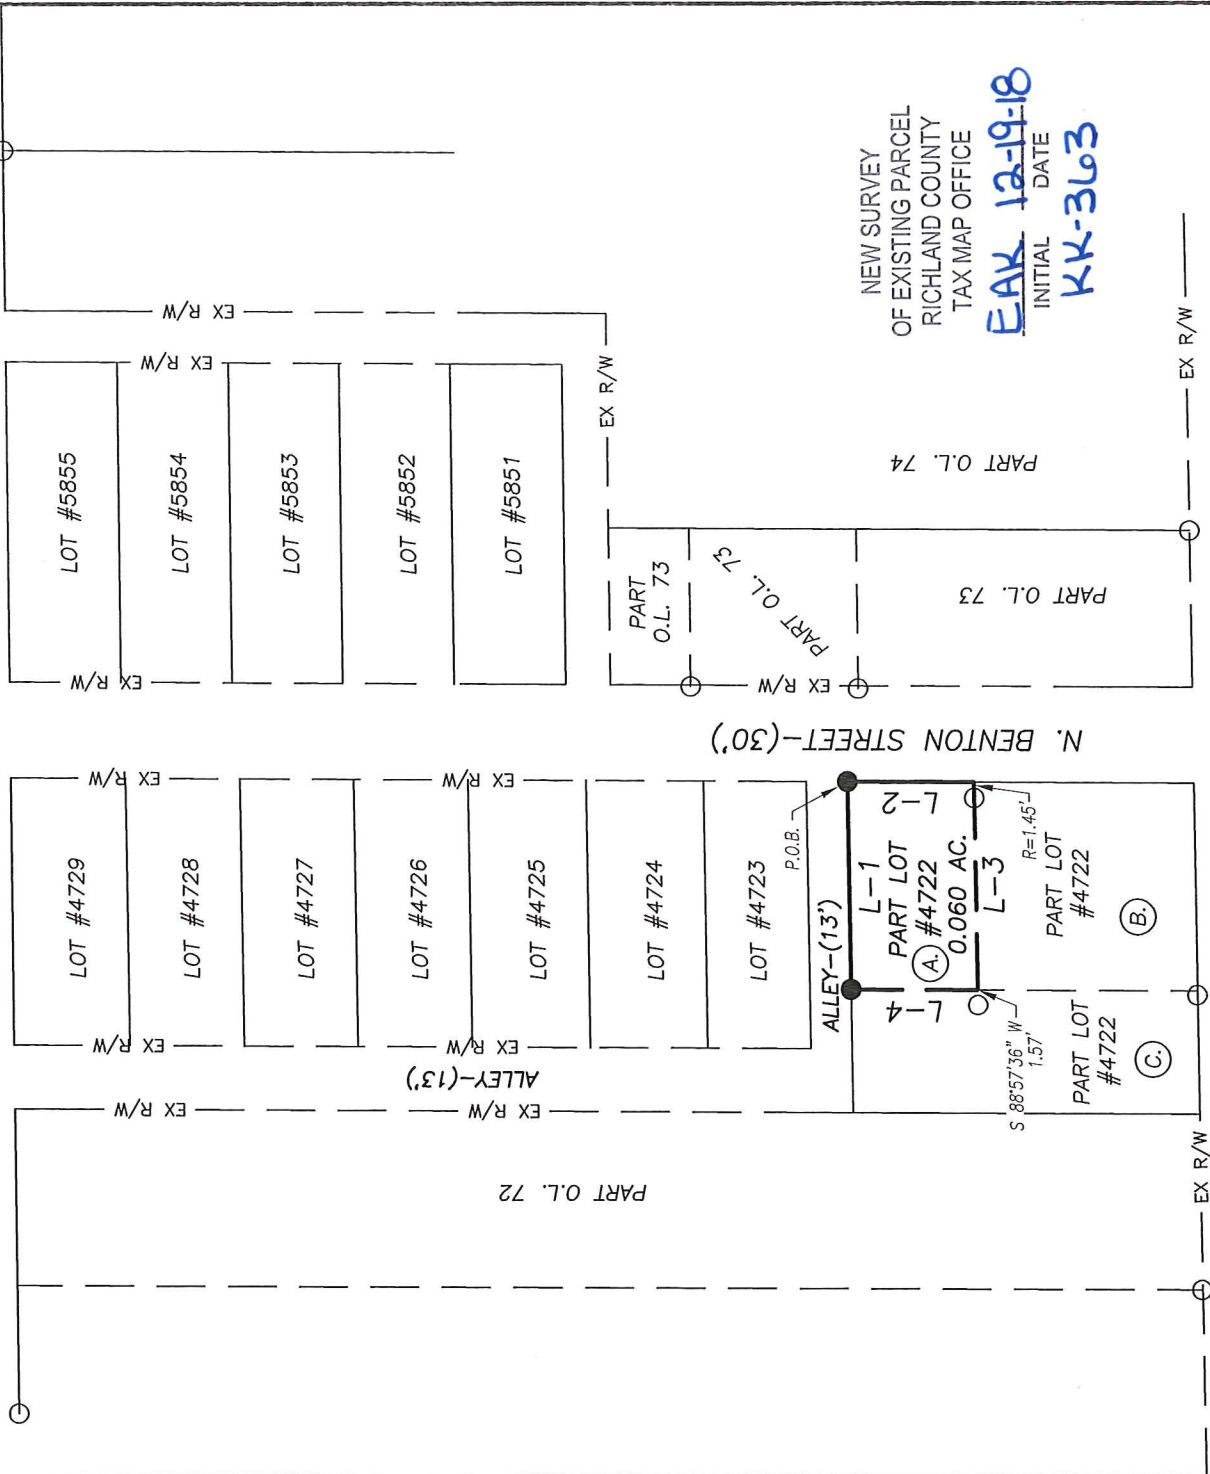 NEW SURVEY
OF EXISTING PARCEL
RICHLAND COUNTY
TAX MAP OFFICE
EAK 12-19-18
INITIAL DATE
KK-363
EX R/W
EX R/W
LOT #5855
LOT #5854
LOT #5853
LOT #5852
LOT #5851
EX R/W
EX R/W
EX R/W
PART O.L. 74
PART
O.L. 73
PART O.L. 73
PART O.L. 73
EX R/W
N. BENTON STREET-(30')
EX R/W
EX R/W
LOT #4729
LOT #4728
LOT #4727
LOT #4726
LOT #4725
LOT #4724
LOT #4723
EX R/W
EX R/W
ALLEY-(13')
P.O.B.
ALLEY-(13')
L-1
L-2
PART LOT
A. #4722
0.060 AC.
L-3
L-4
R=1.45'
PART LOT
#4722
B.
S 88°57'36" W
1.57'
PART LOT
#4722
C.
EX R/W
EX R/W
PART O.L. 72
EX R/W